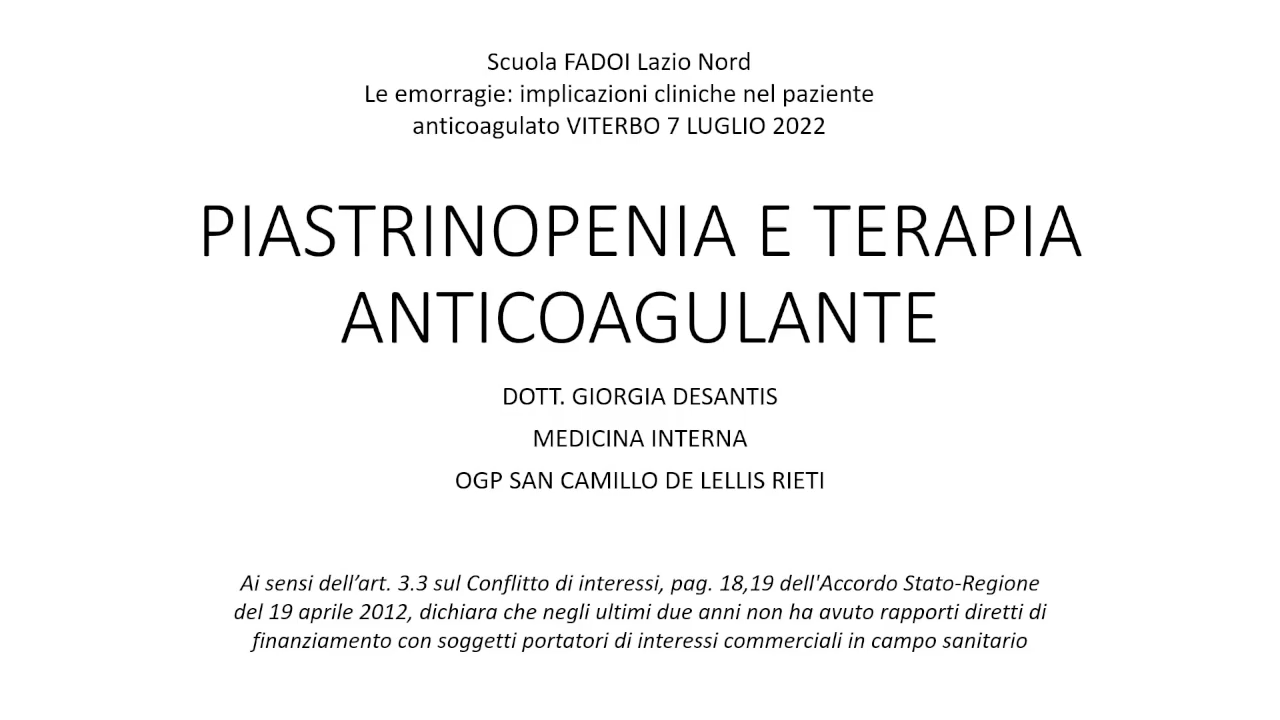 Scuola FADOI Lazio Nord
Le emorragie: implicazioni cliniche nel paziente
anticoagulato VITERBO 7 LUGLIO 2022
PIASTRINOPENIA E TERAPIA
ANTICOAGULANTE
DOTT. GIORGIA DESANTIS
MEDICINA INTERNA
OGP SAN CAMILLO DE LELLIS RIETI
Ai sensi dell’art. 3.3 sul Conflitto di interessi, pag. 18,19 dell'Accordo Stato-Regione
del 19 aprile 2012, dichiara che negli ultimi due anni non ha avuto rapporti diretti di
finanziamento con soggetti portatori di interessi commerciali in campo sanitario